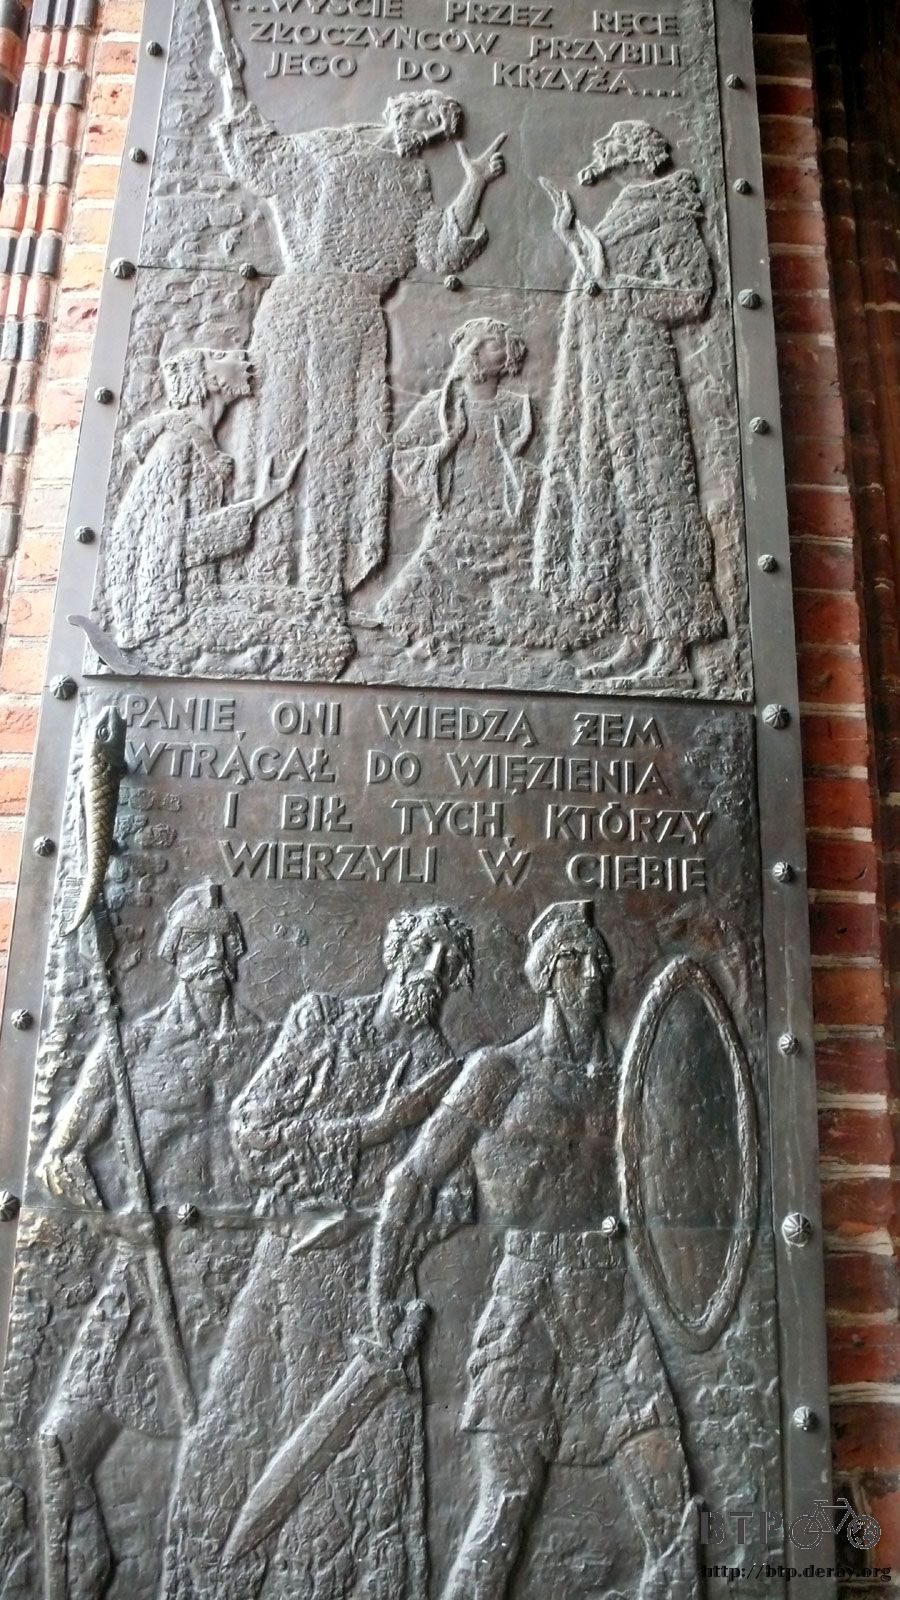 ...WYŚCIE PRZEZ RĘCE
ZŁOCZYŃCÓW PRZYBILI
JEGO DO KRZYŻA....
PANIE, ONI WIEDZĄ ŻEM
WTRĄCAŁ DO WIĘZIENIA
I BIŁ TYCH, KTÓRZY
WIERZYLI W CIEBIE
BTP
http://btp.deray.org